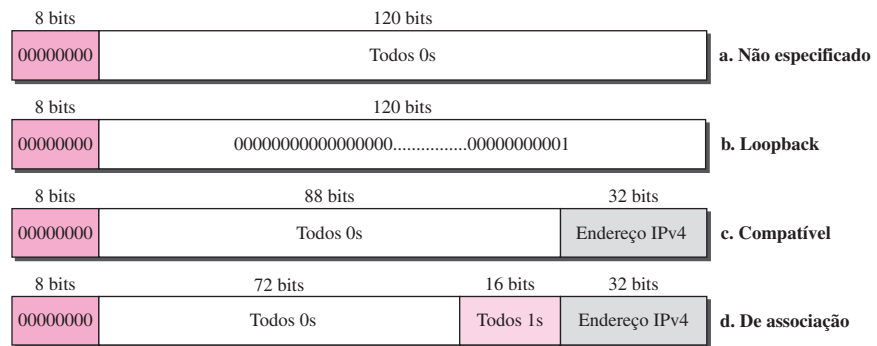 8 bits 120 bits
00000000 Todos 0s a. Não especificado
8 bits 120 bits
00000000 00000000000000000................00000000001 b. Loopback
8 bits 88 bits 32 bits
00000000 Todos 0s Endereço IPv4 c. Compatível
8 bits 72 bits 16 bits 32 bits
00000000 Todos 0s Todos 1s Endereço IPv4 d. De associação